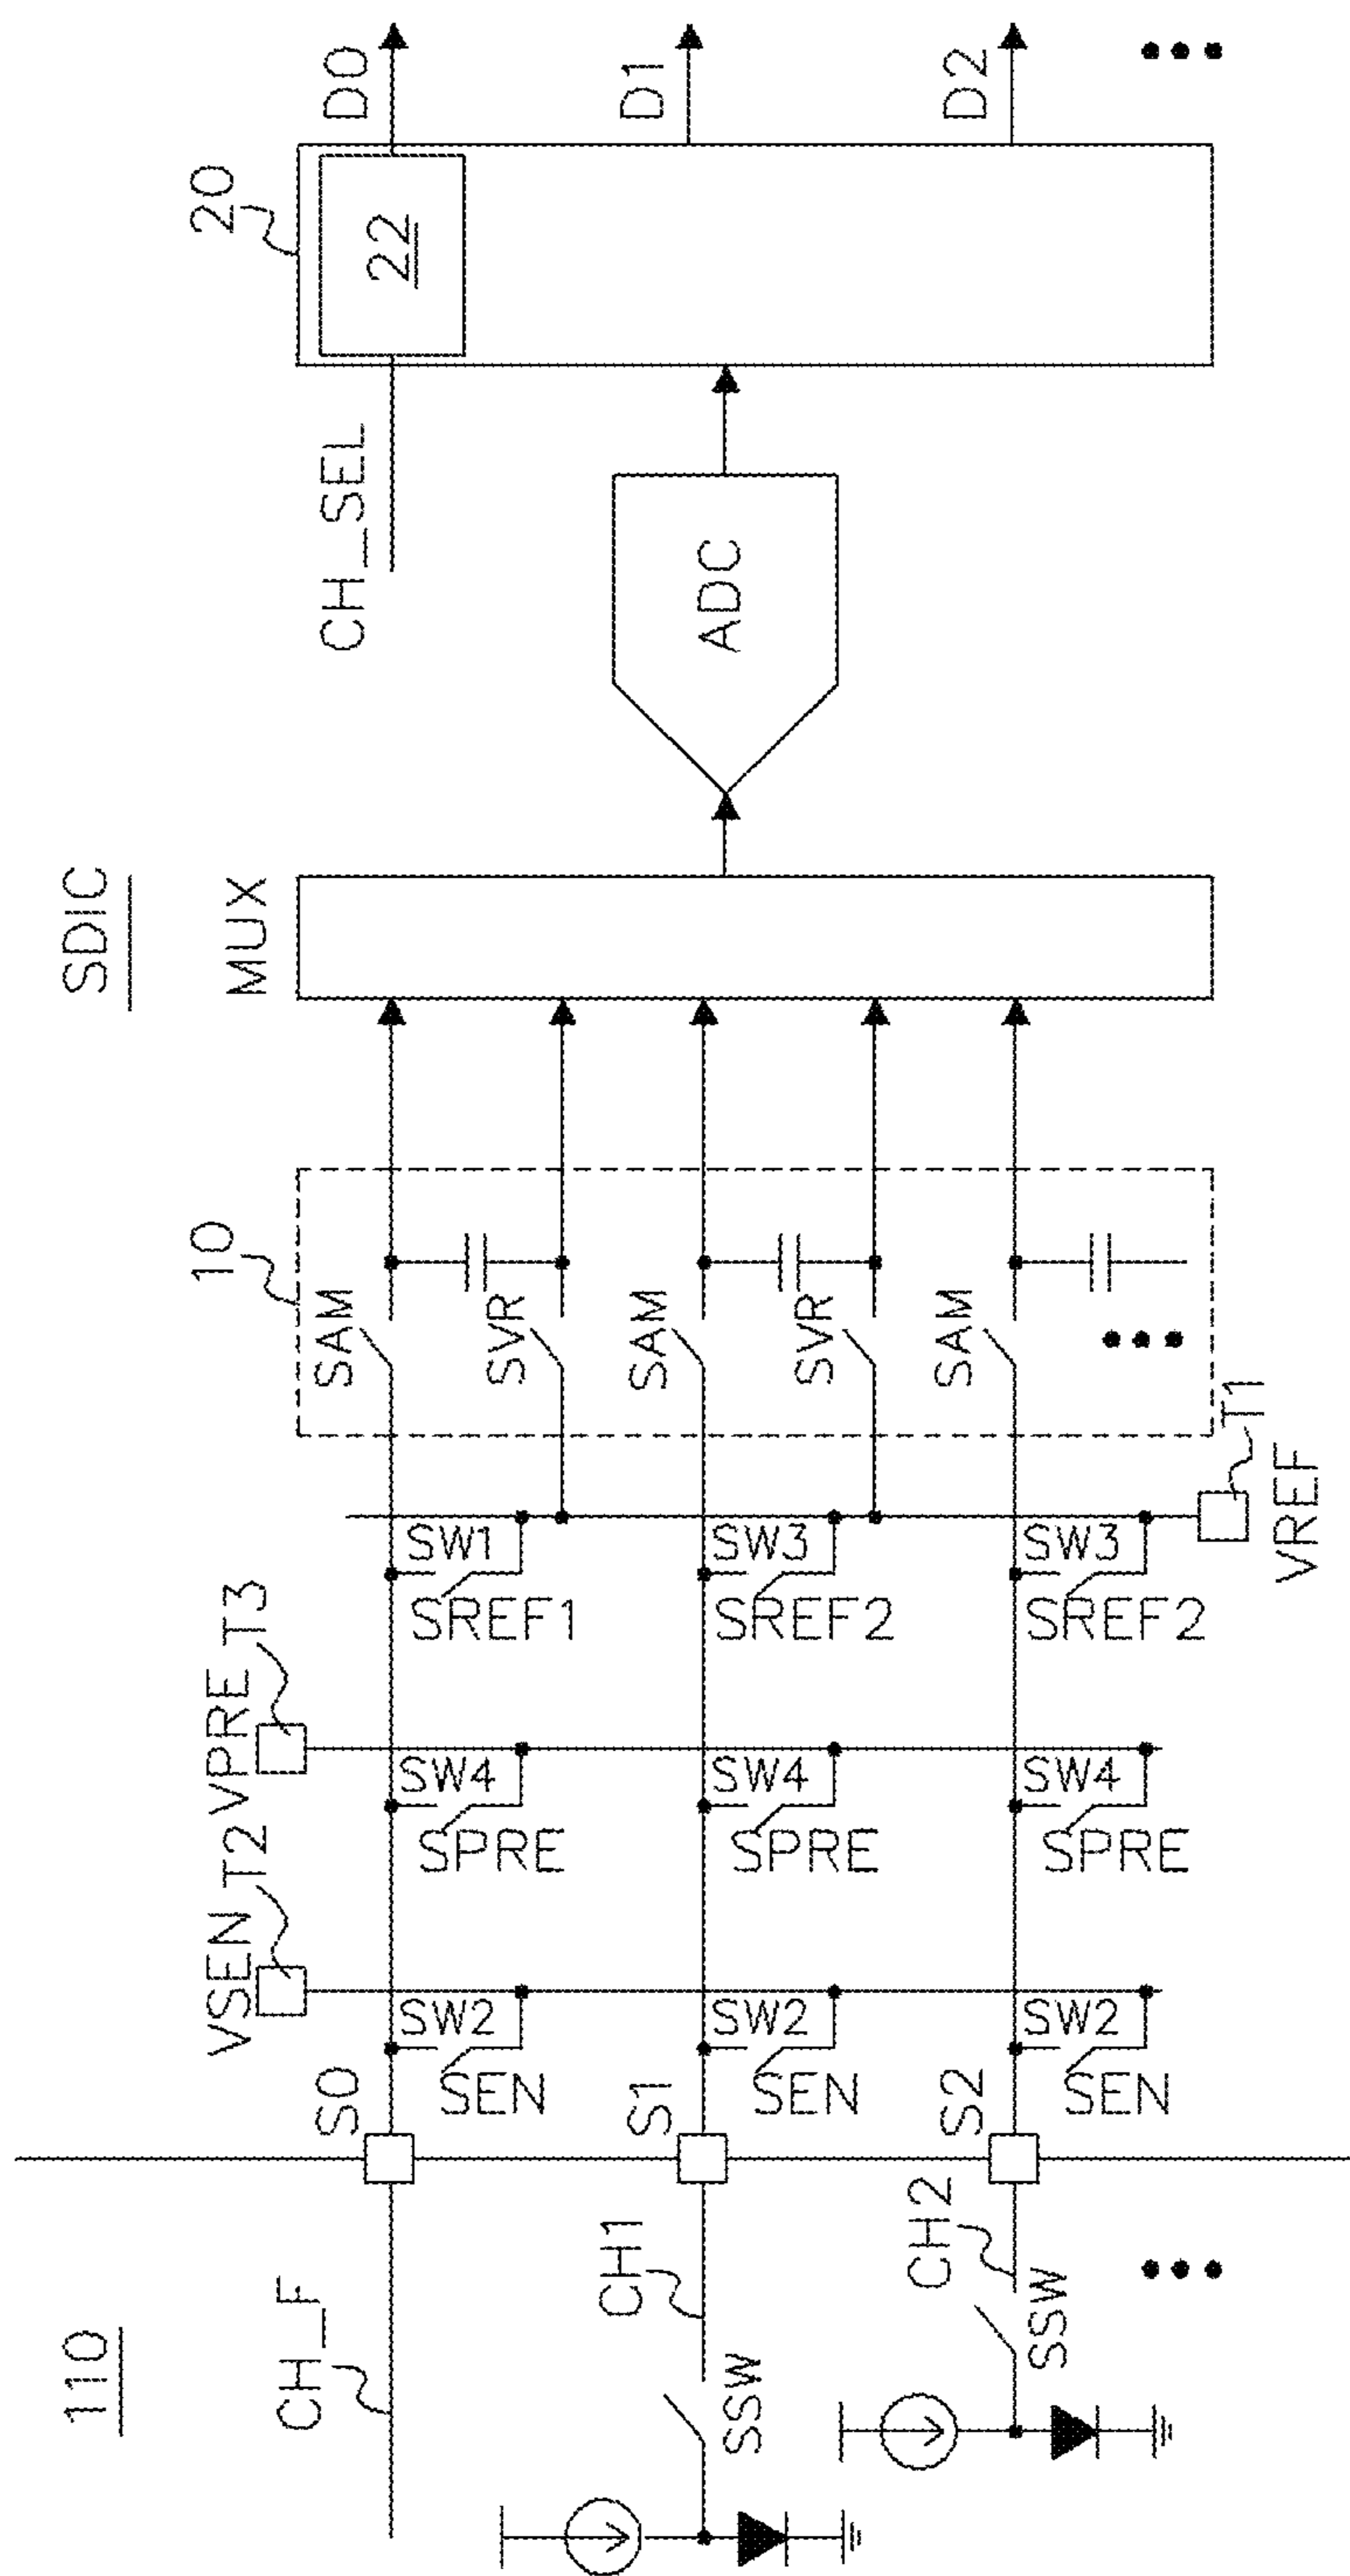 110
SDIC
CH_F
S0
VSEN T2
VPRE T3
10
MUX
20
SW2
SEN
SW4
SPRE
SW1
SREF1
SAM
SVR
CH_SEL
22
D0
CH1
SSW
S1
SW2
SEN
SW4
SPRE
SW3
SREF2
SAM
SVR
ADC
D1
CH2
SSW
S2
SW2
SEN
SW4
SPRE
SW3
SREF2
SAM
D2
T1
VREF